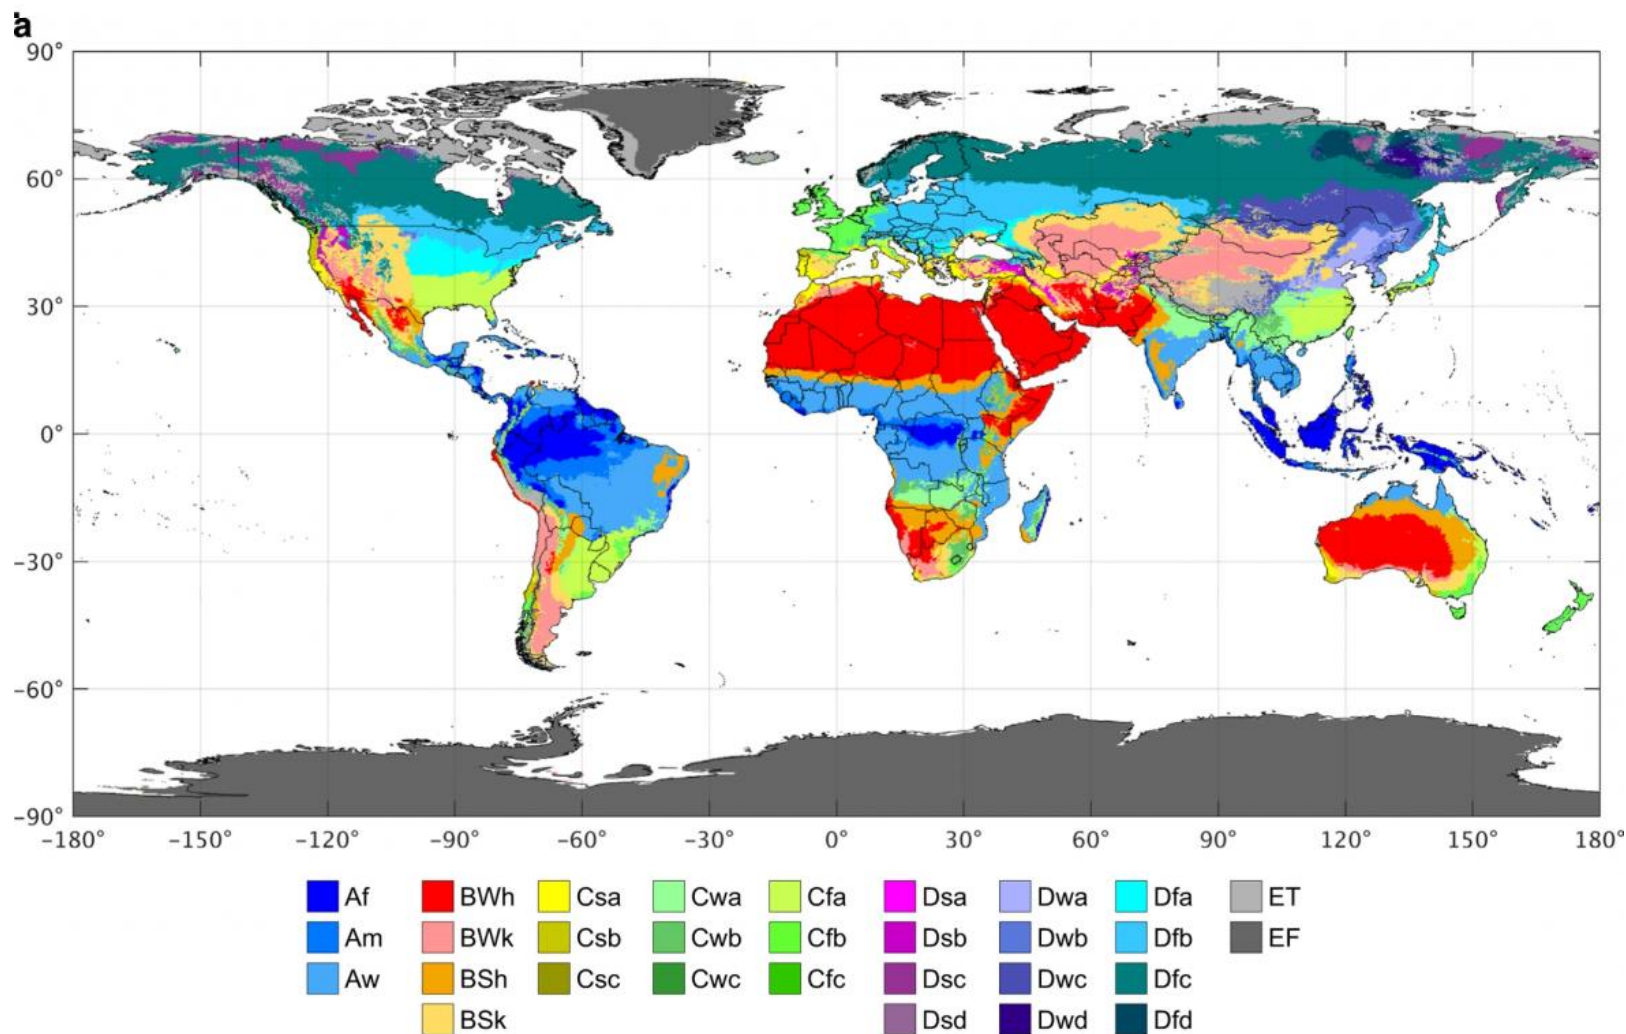 a
90°
60°
30°
0°
−30°
−60°
−90°
−180° −150° −120° −90° −60° −30° 0° 30° 60° 90° 120° 150° 180°
Af BWh Csa Cwa Cfa Dsa Dwa Dfa ET
Am BWk Csb Cwb Cfb Dsb Dwb Dfb EF
Aw BSh Csc Cwc Cfc Dsc Dwc Dfc
BSk Dsd Dwd Dfd